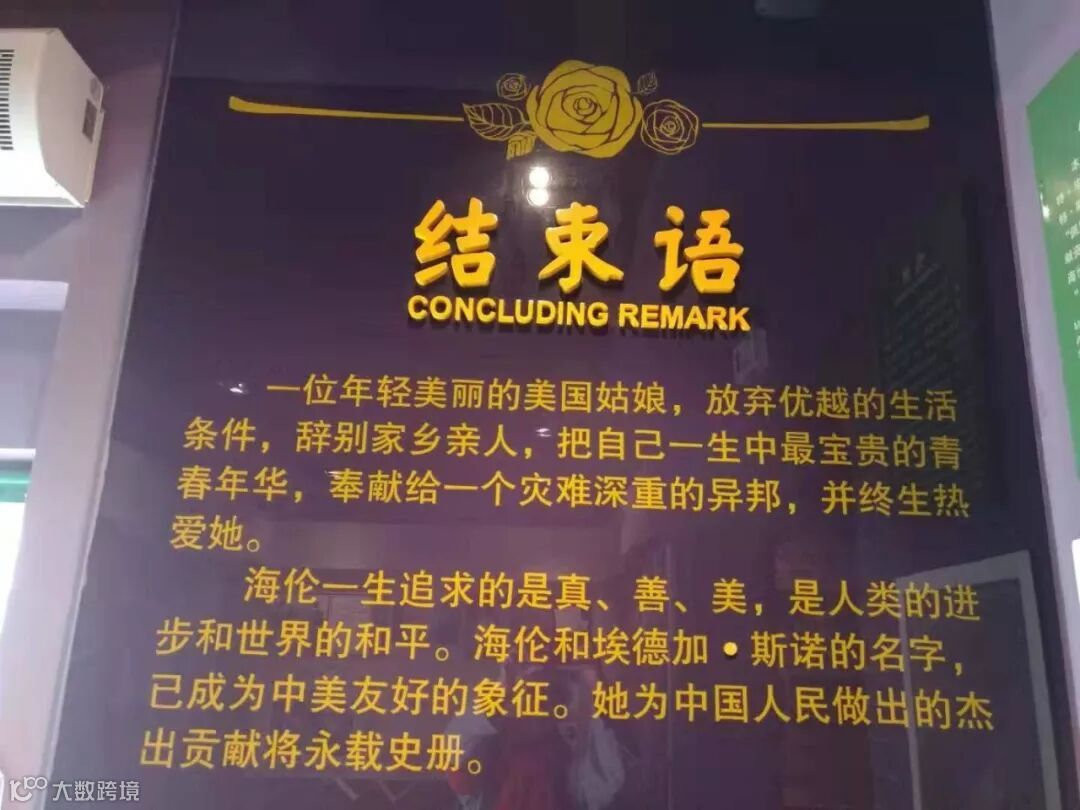 结束语
CONCLUDING REMARK
一位年轻美丽的美国姑娘，放弃优越的生活
条件，辞别家乡亲人，把自己一生中最宝贵的青
春年华，奉献给一个灾难深重的异邦，并终生热
爱她。
海伦一生追求的是真、善、美，是人类的进
步和世界的和平。海伦和埃德加·斯诺的名字，
已成为中美友好的象征。她为中国人民做出的杰
出贡献将永载史册。
大数跨境